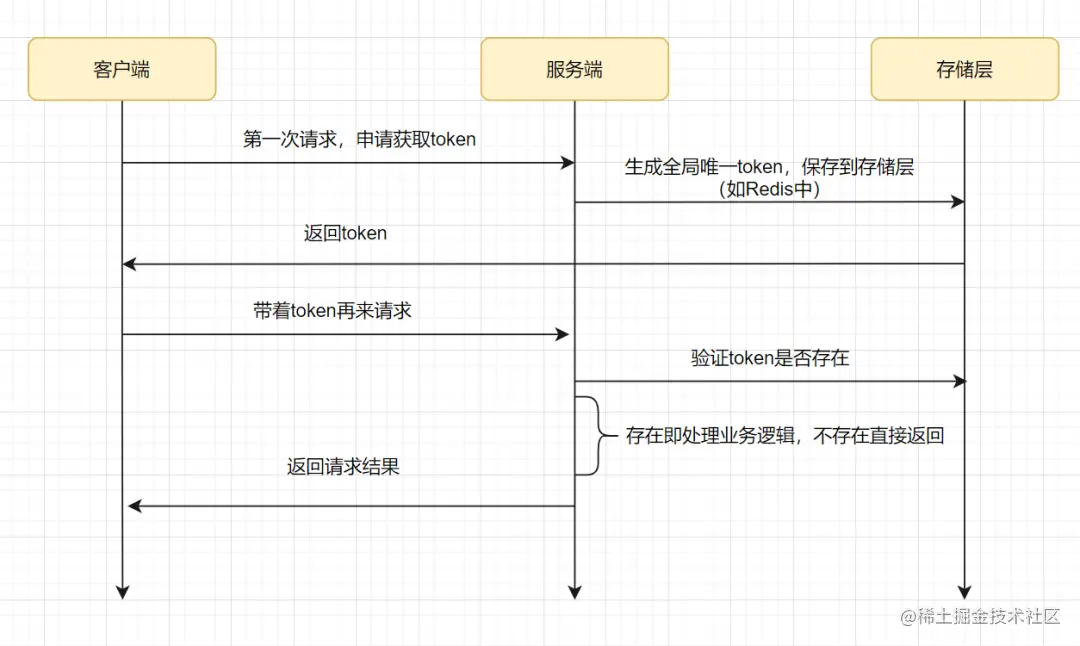 客户端
服务端
存储层
第一次请求，申请获取token
生成全局唯一token，保存到存储层
（如Redis中）
返回token
带着token再来请求
验证token是否存在
存在即处理业务逻辑，不存在直接返回
返回请求结果
@稀土掘金技术社区